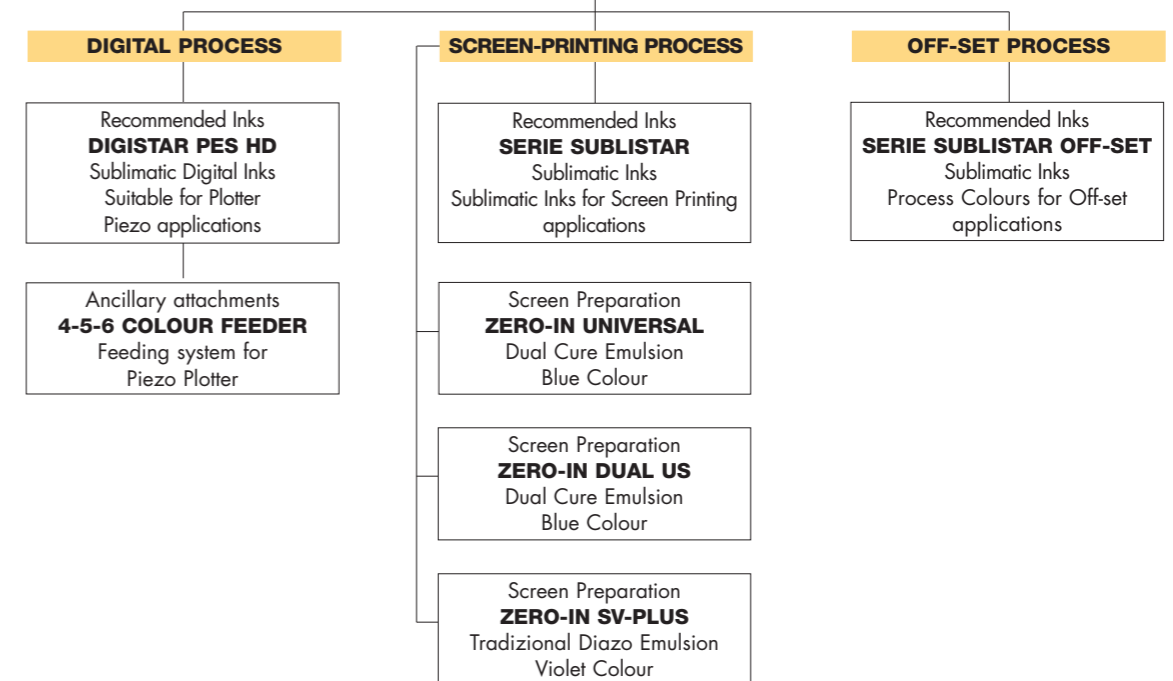 DIGITAL PROCESS
Recommended Inks
DIGISTAR PES HD
Sublimatic Digital Inks
Suitable for Plotter
Piezo applications
Ancillary attachments
4-5-6 COLOUR FEEDER
Feeding system for
Piezo Plotter
SCREEN-PRINTING PROCESS
Recommended Inks
SERIE SUBLISTAR
Sublimatic Inks
Sublimatic Inks for Screen Printing
applications
Screen Preparation
ZERO-IN UNIVERSAL
Dual Cure Emulsion
Blue Colour
Screen Preparation
ZERO-IN DUAL US
Dual Cure Emulsion
Blue Colour
Screen Preparation
ZERO-IN SV-PLUS
Tradizional Diazo Emulsion
Violet Colour
OFF-SET PROCESS
Recommended Inks
SERIE SUBLISTAR OFF-SET
Sublimatic Inks
Process Colours for Off-set
applications